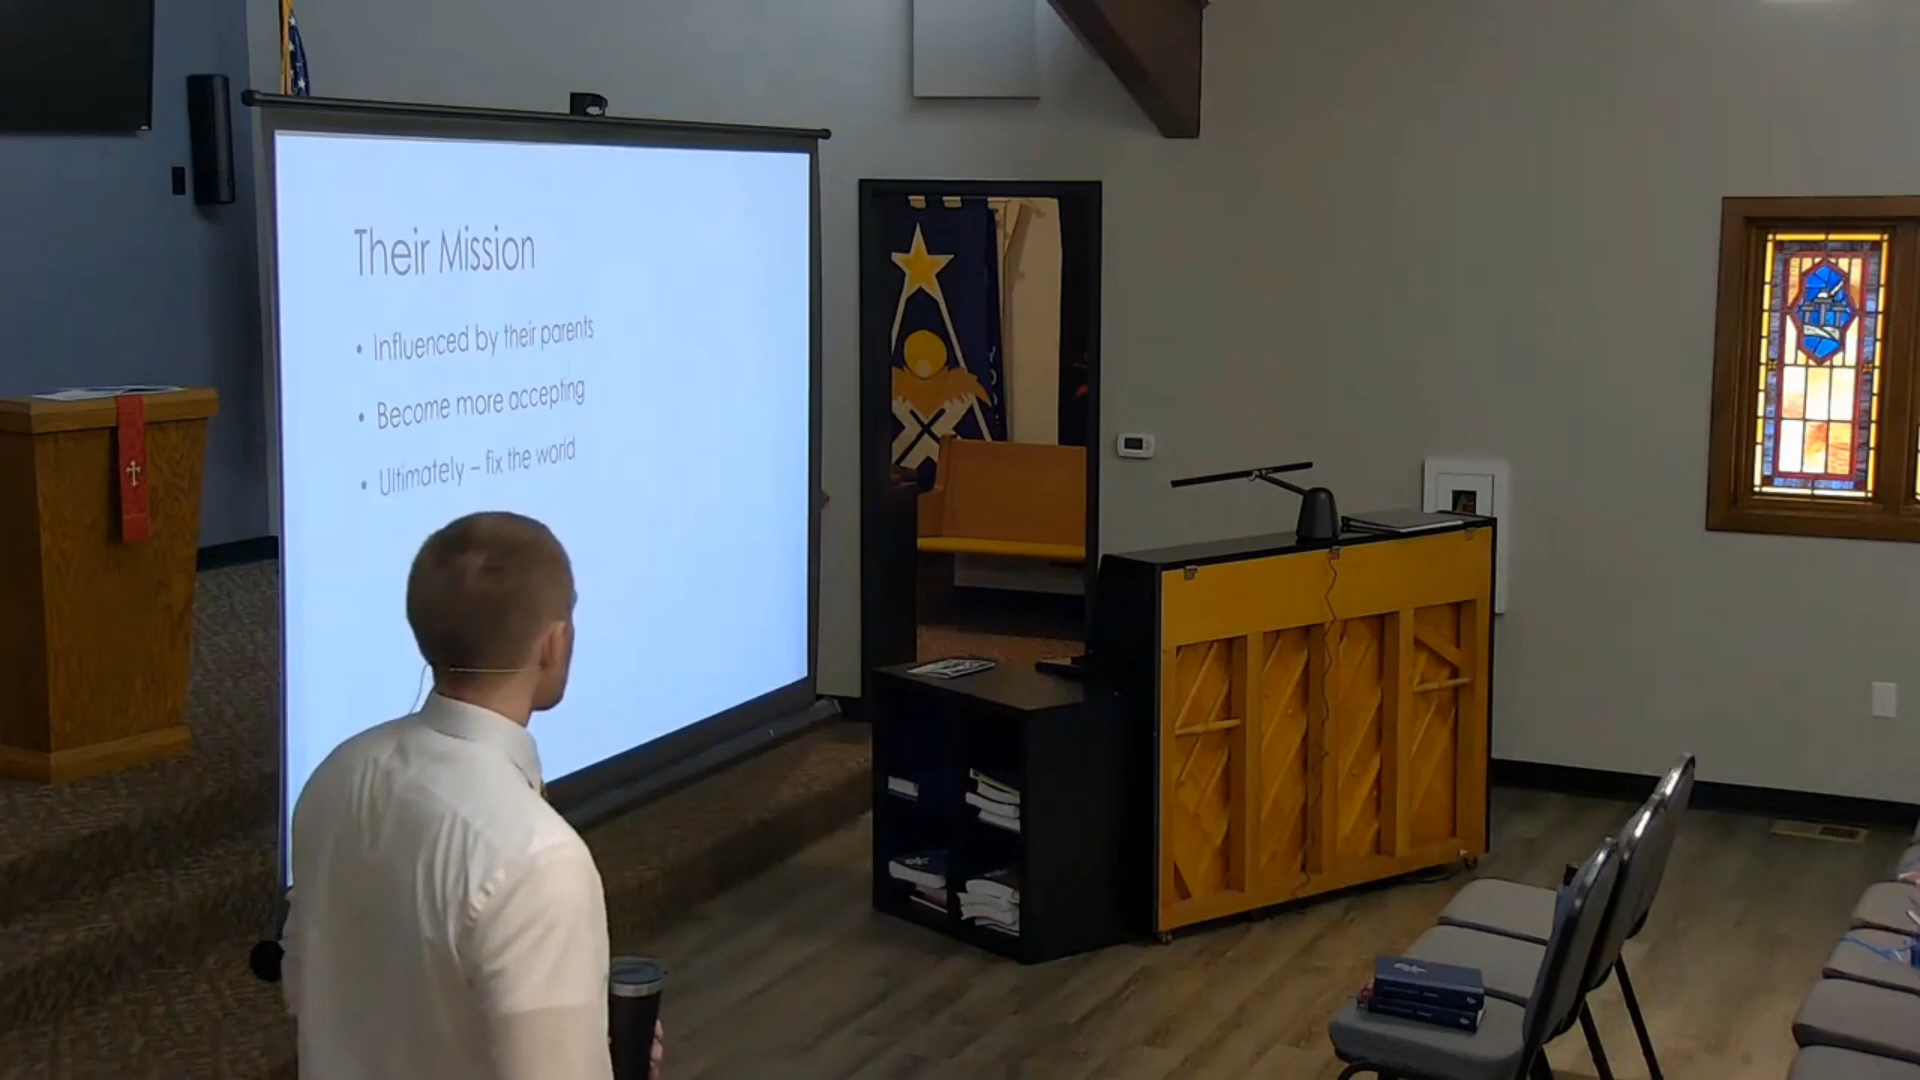 Their Mission
• Influenced by their parents
• Become more accepting
• Ultimately – fix the world